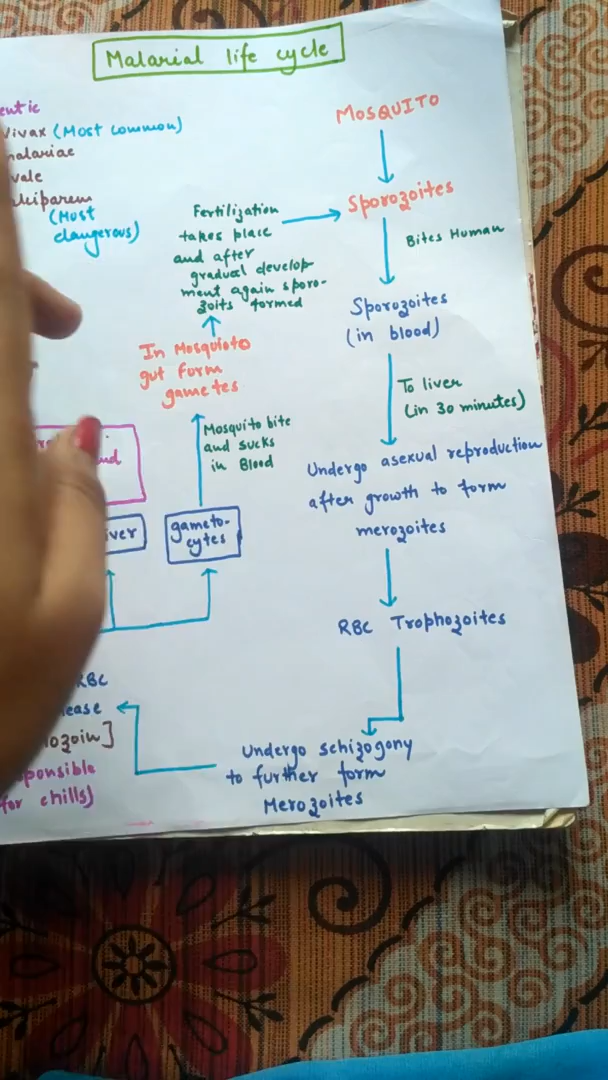 Malarial life cycle
Vivax (Most common)
(Most
dangerous)
MOSQUITO
Sporozoites
Bites Human
Sporozoites
(in blood)
To liver
(in 30 minutes)
Undergo asexual reproduction
after growth to form
merozoites
RBC Trophozoites
Undergo schizogony
to further form
Merozoites
RBC
for chills)
gameto-
cytes
Mosquito bite
and sucks
in Blood
In Mosquioto
gut form
gametes
Fertilization
takes place
and after
gradual develop
ment again sporo-
zoits formed